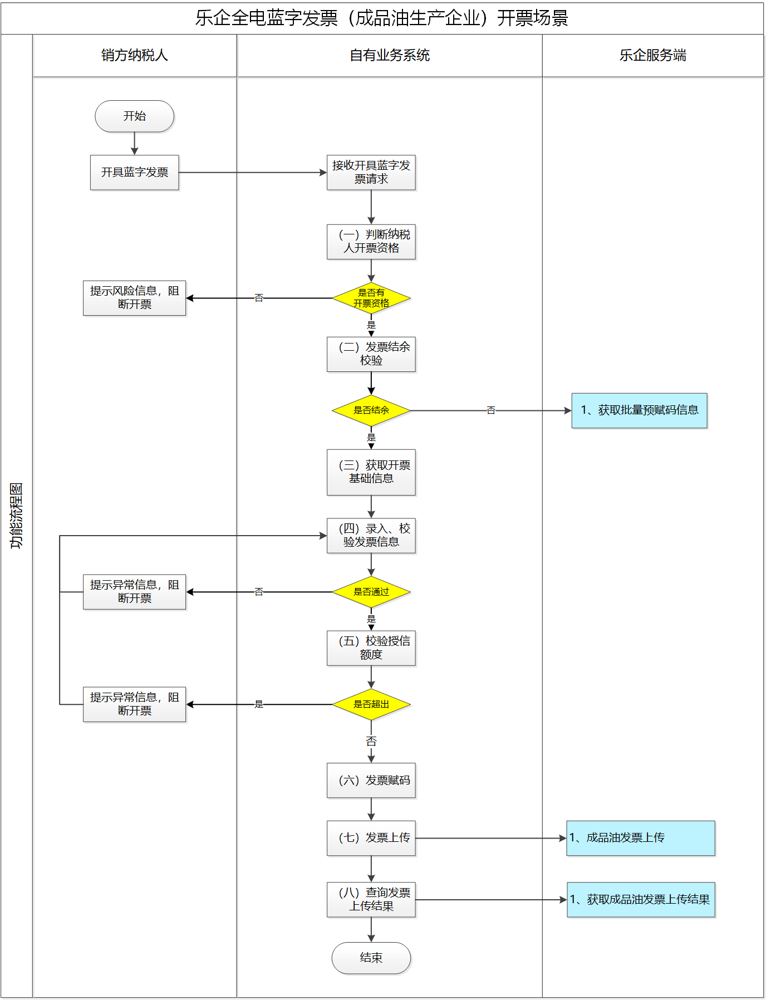 乐企全电蓝字发票（成品油生产企业）开票场景
销方纳税人
自有业务系统
乐企服务端
功能流程图
开始
开具蓝字发票
接收开具蓝字发
票请求
（一）判断纳税
人开票资格
是否有
开票资格
否
提示风险信息，阻
断开票
是
（二）发票结余
校验
是否结余
否
1、获取批量预赋码信息
是
（三）获取开票
基础信息
（四）录入、校
验发票信息
是否通过
否
提示异常信息，阻
断开票
是
（五）校验授信
额度
是否超出
是
提示异常信息，阻
断开票
否
（六）发票赋码
（七）发票上传
1、成品油发票上传
（八）查询发票
上传结果
1、获取成品油发票上传结果
结束